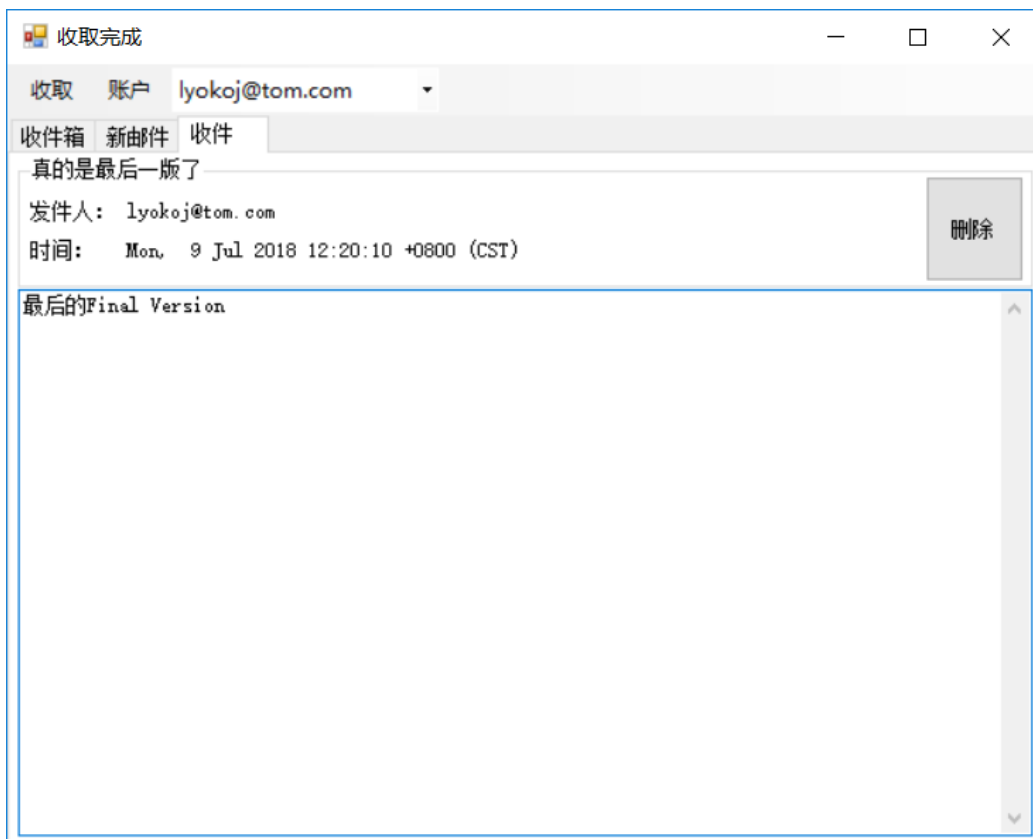 收取完成
收取 账户 lyokoj@tom.com
收件箱 新邮件 收件
真的是最后一版了
发件人: lyokoj@tom.com
删除
时间: Mon, 9 Jul 2018 12:20:10 +0800 (CST)
最后的Final Version